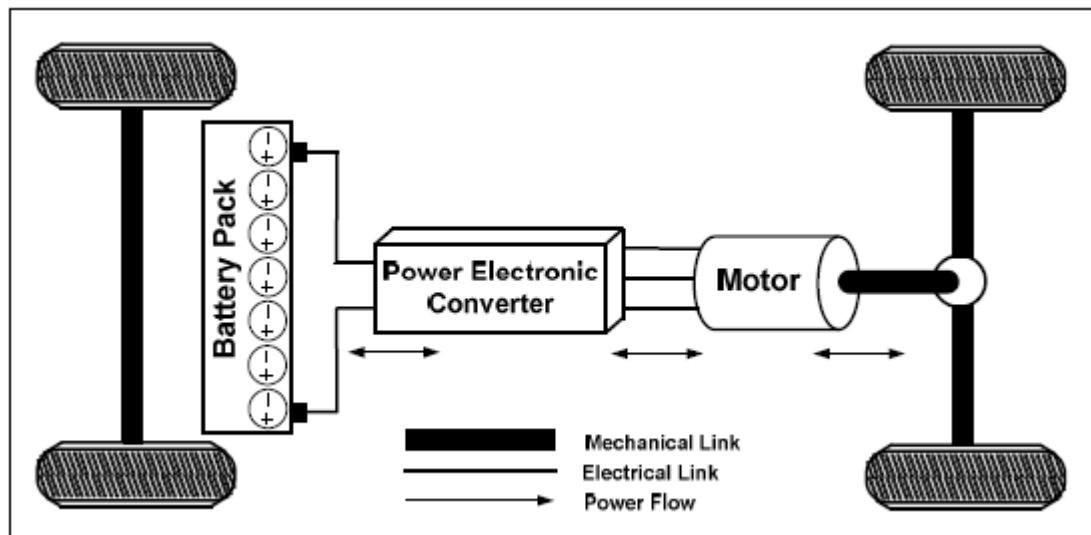 Battery Pack
−
+
−
+
−
+
−
+
−
+
−
+
−
+
Power Electronic
Converter
Motor
Mechanical Link
Electrical Link
Power Flow